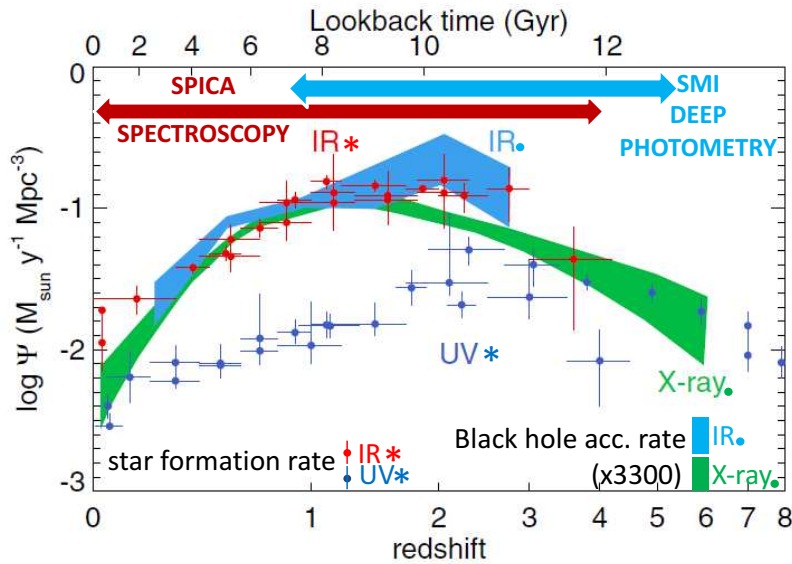 Lookback time (Gyr)
0 2 4 6 8 10 12
0
-1
-2
-3
log Ψ (M_sun y^-1 Mpc^-3)
SPICA
SPECTROSCOPY
SMI
DEEP
PHOTOMETRY
IR*
IR•
UV*
X-ray•
star formation rate
IR*
UV*
Black hole acc. rate
(x3300)
IR•
X-ray•
0 1 2 3 4 5 6 7 8
redshift